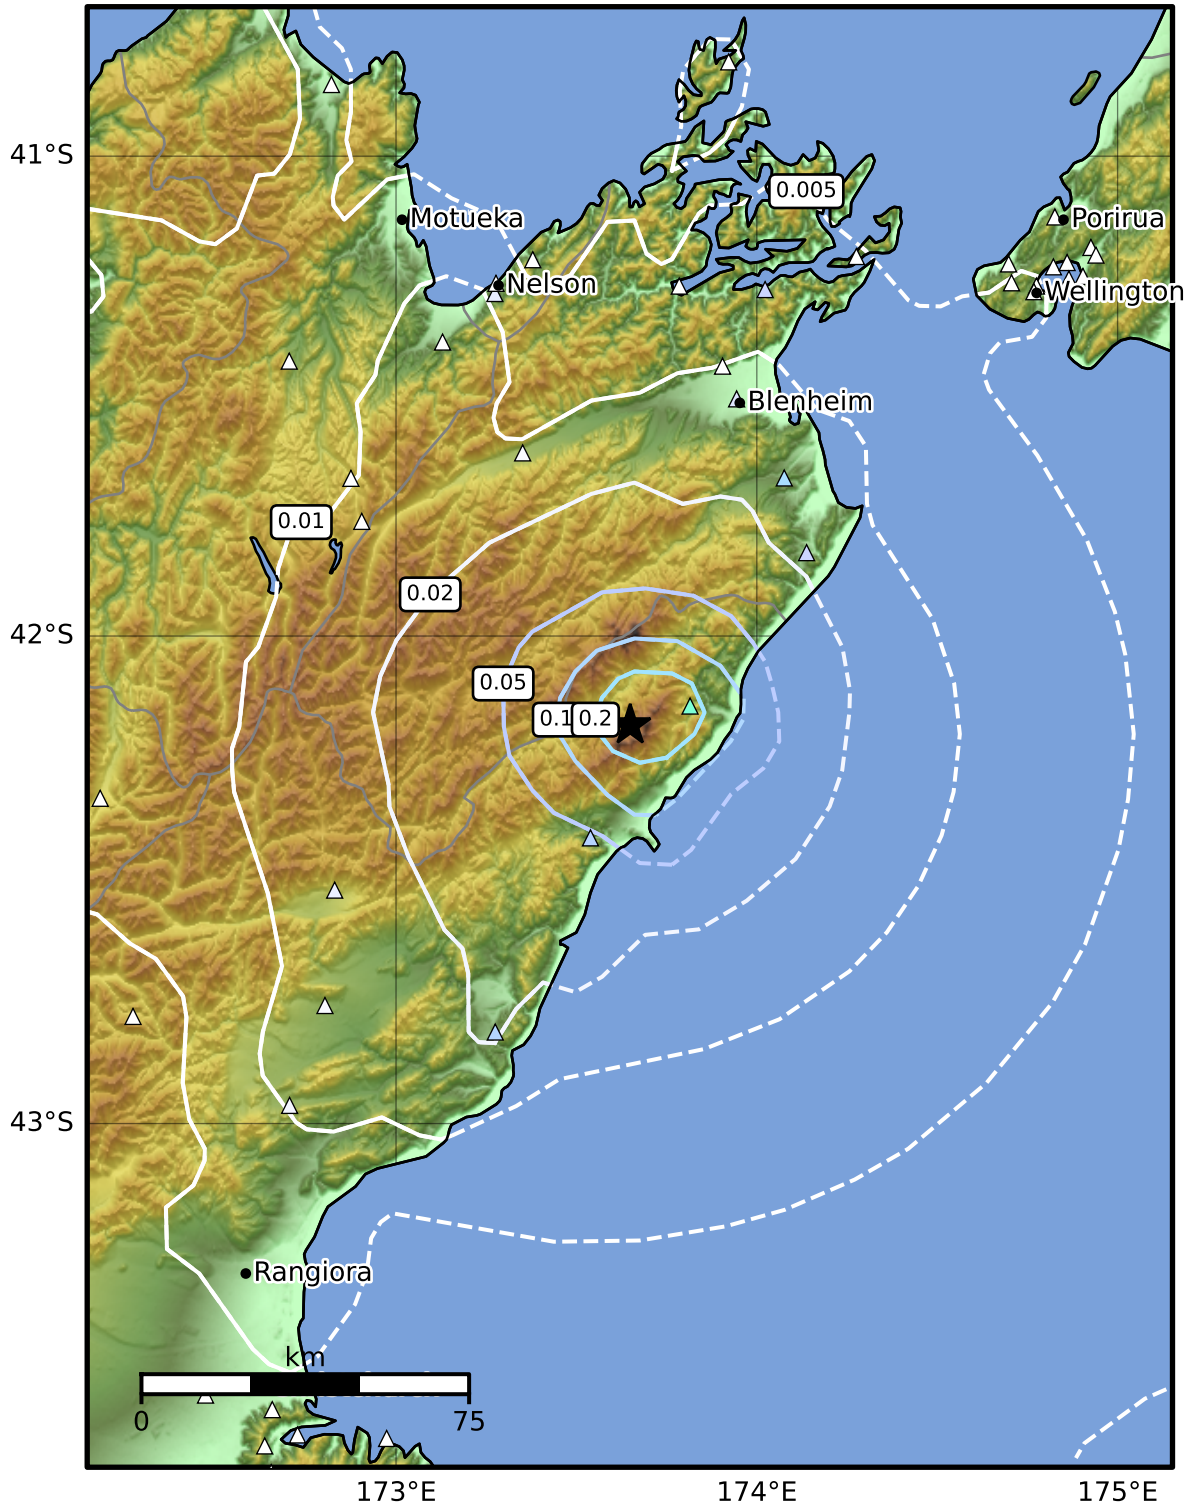 41°S
0.005
Motueka
Porirua
Nelson
Wellington
Blenheim
0.01
0.02
42°S
0.05
0.1
0.2
43°S
Rangiora
km
0
75
173°E
174°E
175°E